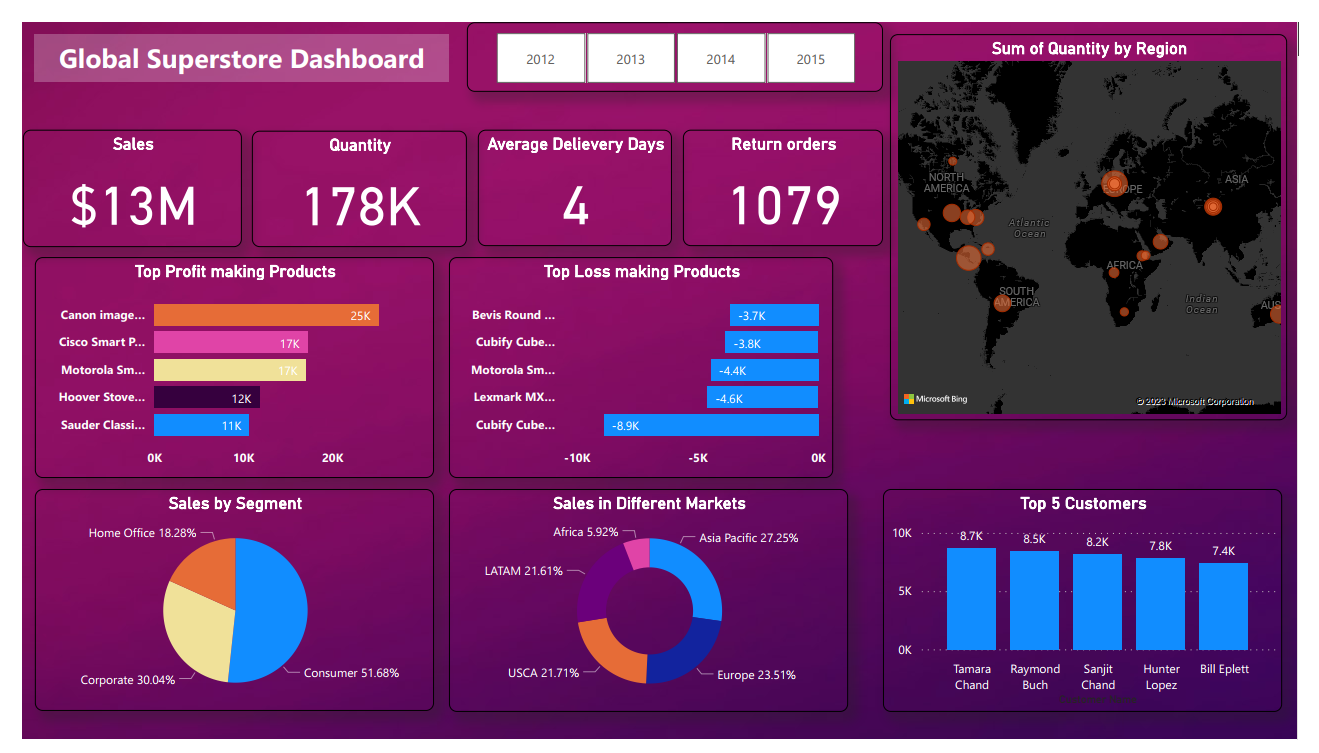 Global Superstore Dashboard
2012
2013
2014
2015
Sum of Quantity by Region
NORTH
AMERICA
Atlantic
Ocean
EUROPE
ASIA
AFRICA
SOUTH
AMERICA
Indian
Ocean
AUS
Microsoft Bing
© 2023 Microsoft Corporation
Sales
$13M
Quantity
178K
Average Delievery Days
4
Return orders
1079
Top Profit making Products
Canon image... 25K
Cisco Smart P... 17K
Motorola Sm... 17K
Hoover Stove... 12K
Sauder Classi... 11K
0K 10K 20K
Top Loss making Products
Bevis Round ... -3.7K
Cubify Cube... -3.8K
Motorola Sm... -4.4K
Lexmark MX... -4.6K
Cubify Cube... -8.9K
-10K -5K 0K
Sales by Segment
Home Office 18.28%
Corporate 30.04%
Consumer 51.68%
Sales in Different Markets
Africa 5.92%
Asia Pacific 27.25%
LATAM 21.61%
USCA 21.71%
Europe 23.51%
Top 5 Customers
10K
5K
0K
8.7K 8.5K 8.2K 7.8K 7.4K
Tamara
Chand
Raymond
Buch
Sanjit
Chand
Hunter
Lopez
Bill Eplett